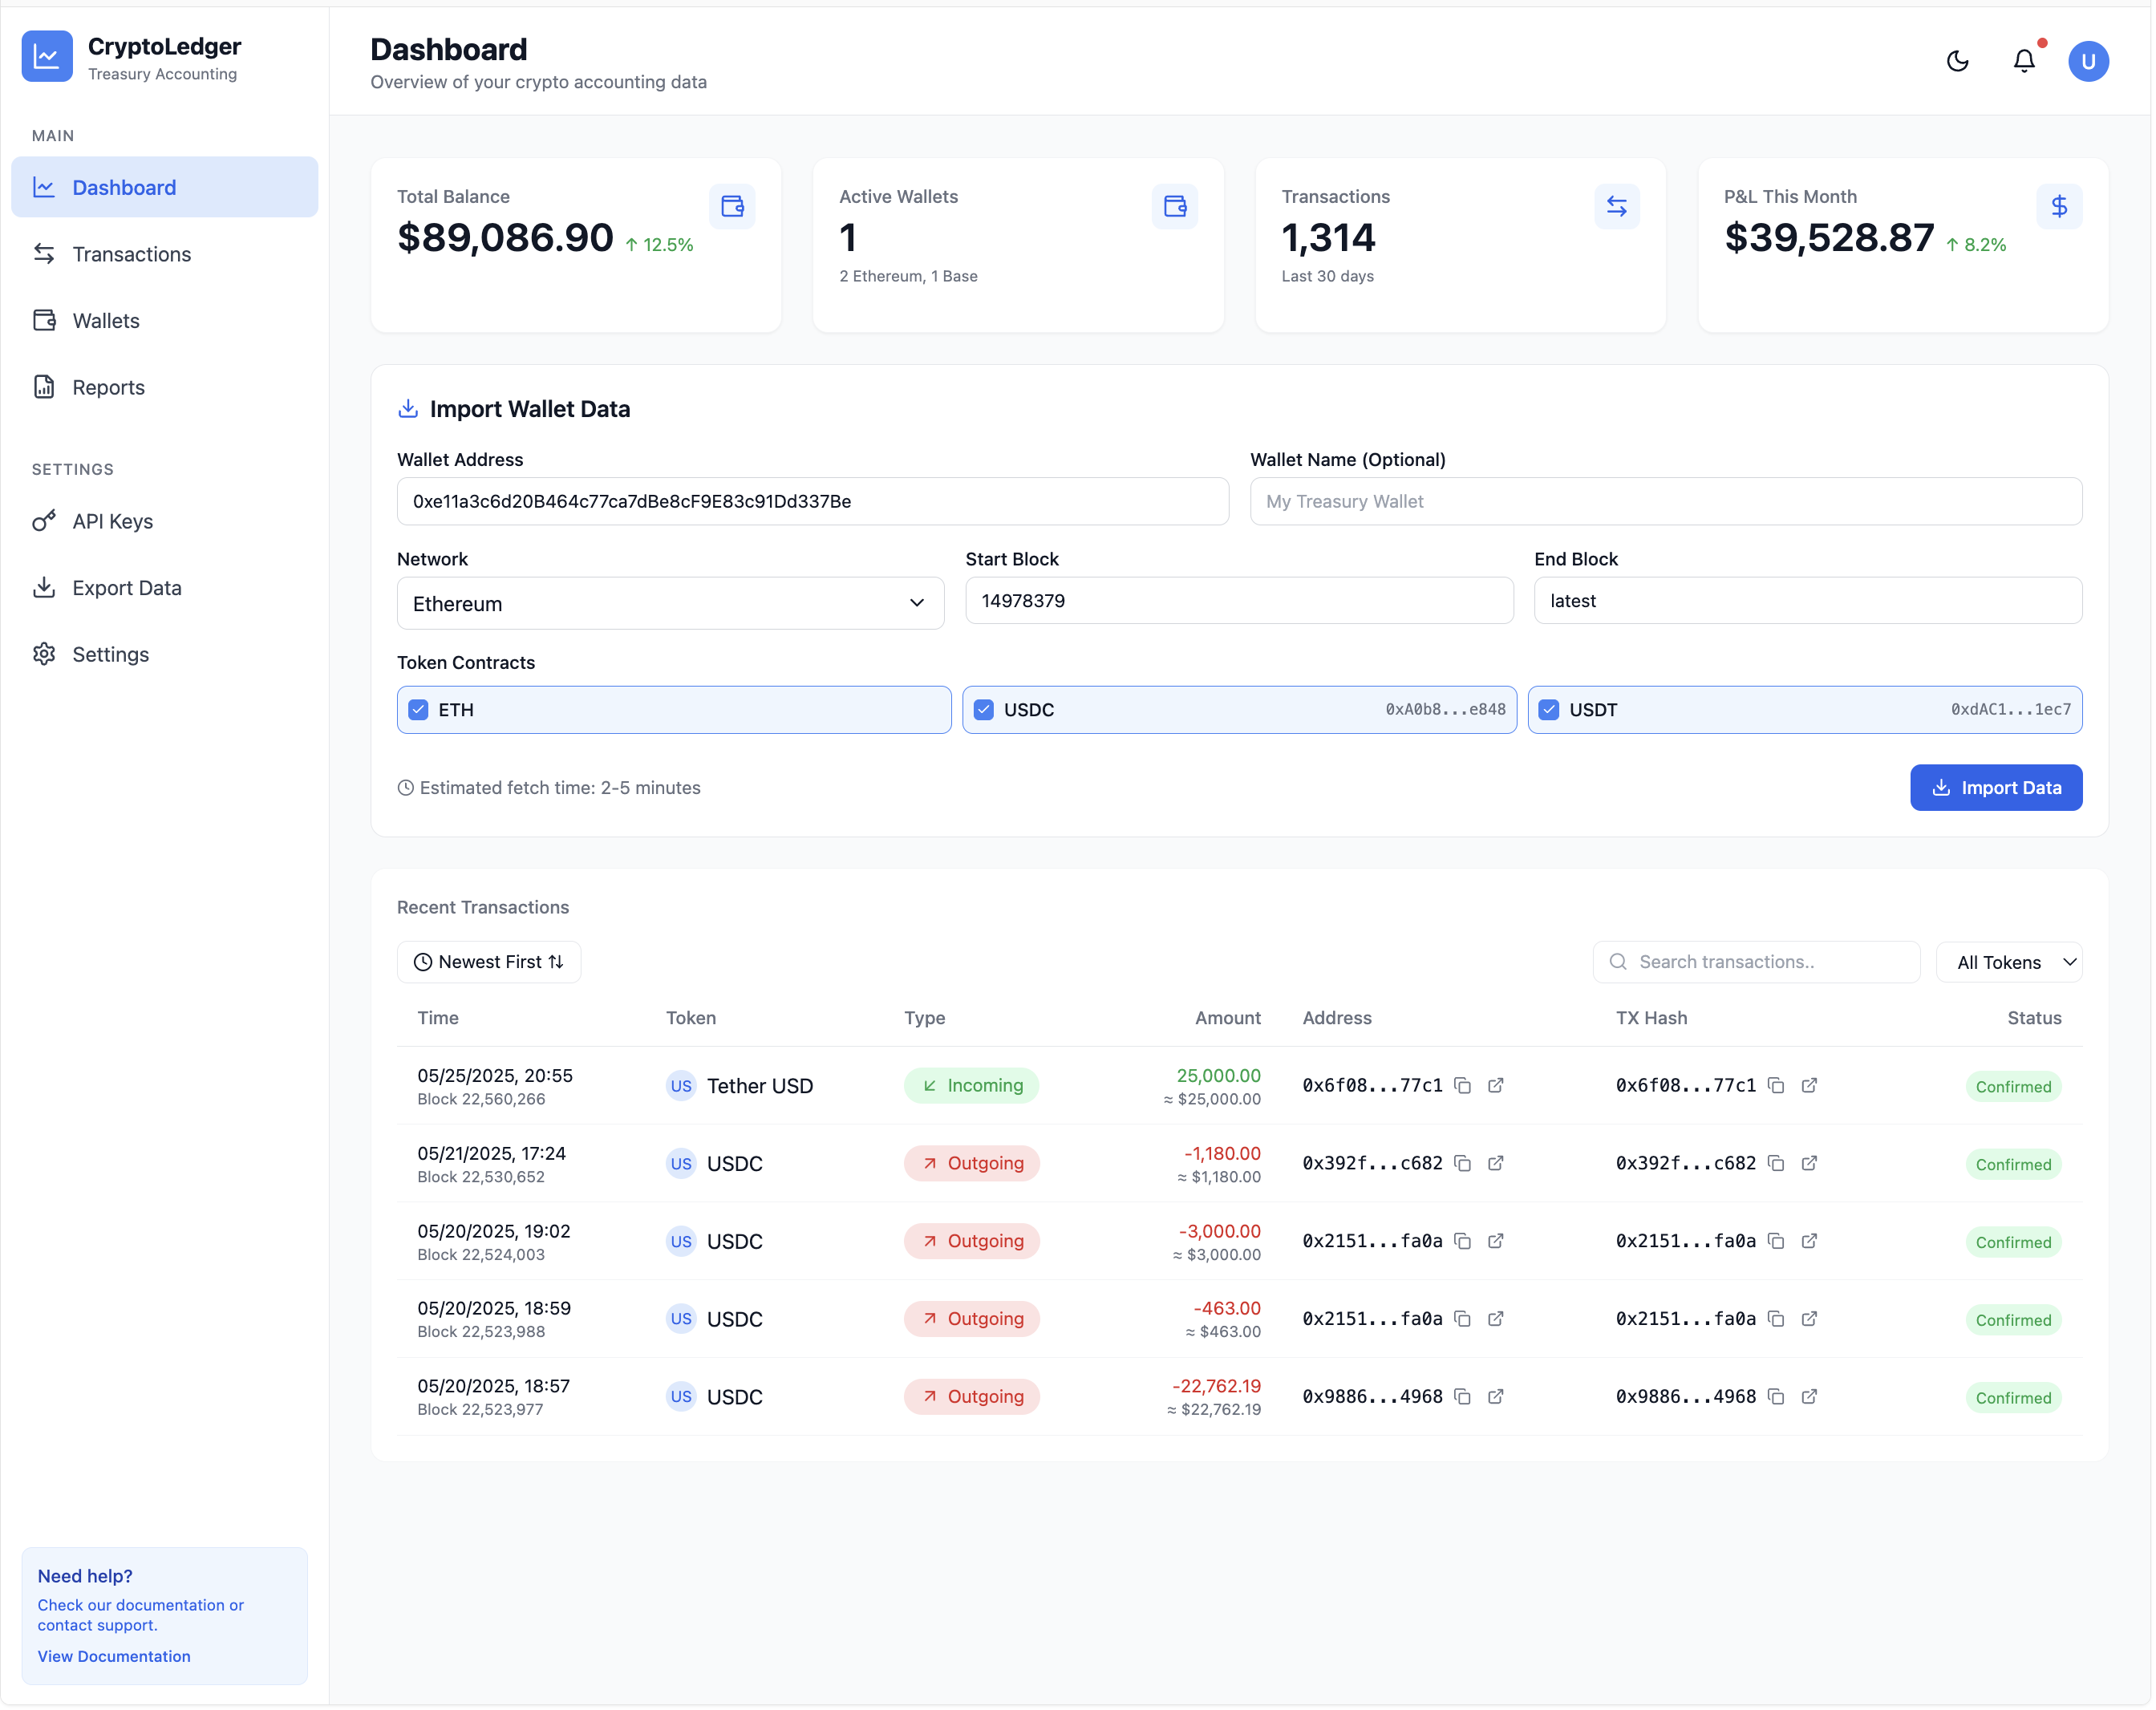 CryptoLedger
Treasury Accounting
MAIN
Dashboard
Transactions
Wallets
Reports
SETTINGS
API Keys
Export Data
Settings
Need help?
Check our documentation or
contact support.
View Documentation
Dashboard
Overview of your crypto accounting data
U
Total Balance
$89,086.90 ↑ 12.5%
Active Wallets
1
2 Ethereum, 1 Base
Transactions
1,314
Last 30 days
P&L This Month
$39,528.87 ↑ 8.2%
Import Wallet Data
Wallet Address
0xe11a3c6d20B464c77ca7dBe8cF9E83c91Dd337Be
Wallet Name (Optional)
My Treasury Wallet
Network
Ethereum
Start Block
14978379
End Block
latest
Token Contracts
ETH
USDC 0xA0b8...e848
USDT 0xdAC1...1ec7
Estimated fetch time: 2-5 minutes
Import Data
Recent Transactions
Newest First
Search transactions..
All Tokens
Time Token Type Amount Address TX Hash Status
05/25/2025, 20:55 US Tether USD Incoming 25,000.00 0x6f08...77c1 0x6f08...77c1 Confirmed
Block 22,560,266 ≈ $25,000.00
05/21/2025, 17:24 US USDC Outgoing -1,180.00 0x392f...c682 0x392f...c682 Confirmed
Block 22,530,652 ≈ $1,180.00
05/20/2025, 19:02 US USDC Outgoing -3,000.00 0x2151...fa0a 0x2151...fa0a Confirmed
Block 22,524,003 ≈ $3,000.00
05/20/2025, 18:59 US USDC Outgoing -463.00 0x2151...fa0a 0x2151...fa0a Confirmed
Block 22,523,988 ≈ $463.00
05/20/2025, 18:57 US USDC Outgoing -22,762.19 0x9886...4968 0x9886...4968 Confirmed
Block 22,523,977 ≈ $22,762.19